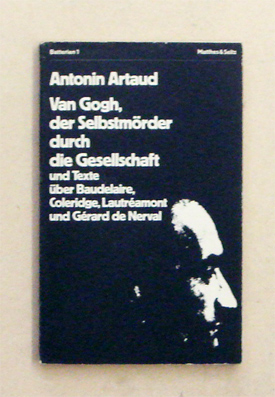 Batterien 1 Matthes & Seitz
Antonin Artaud
Van Gogh,
der Selbstmörder
durch
die Gesellschaft
und Texte
über Baudelaire,
Coleridge, Lautréamont
und Gérard de Nerval